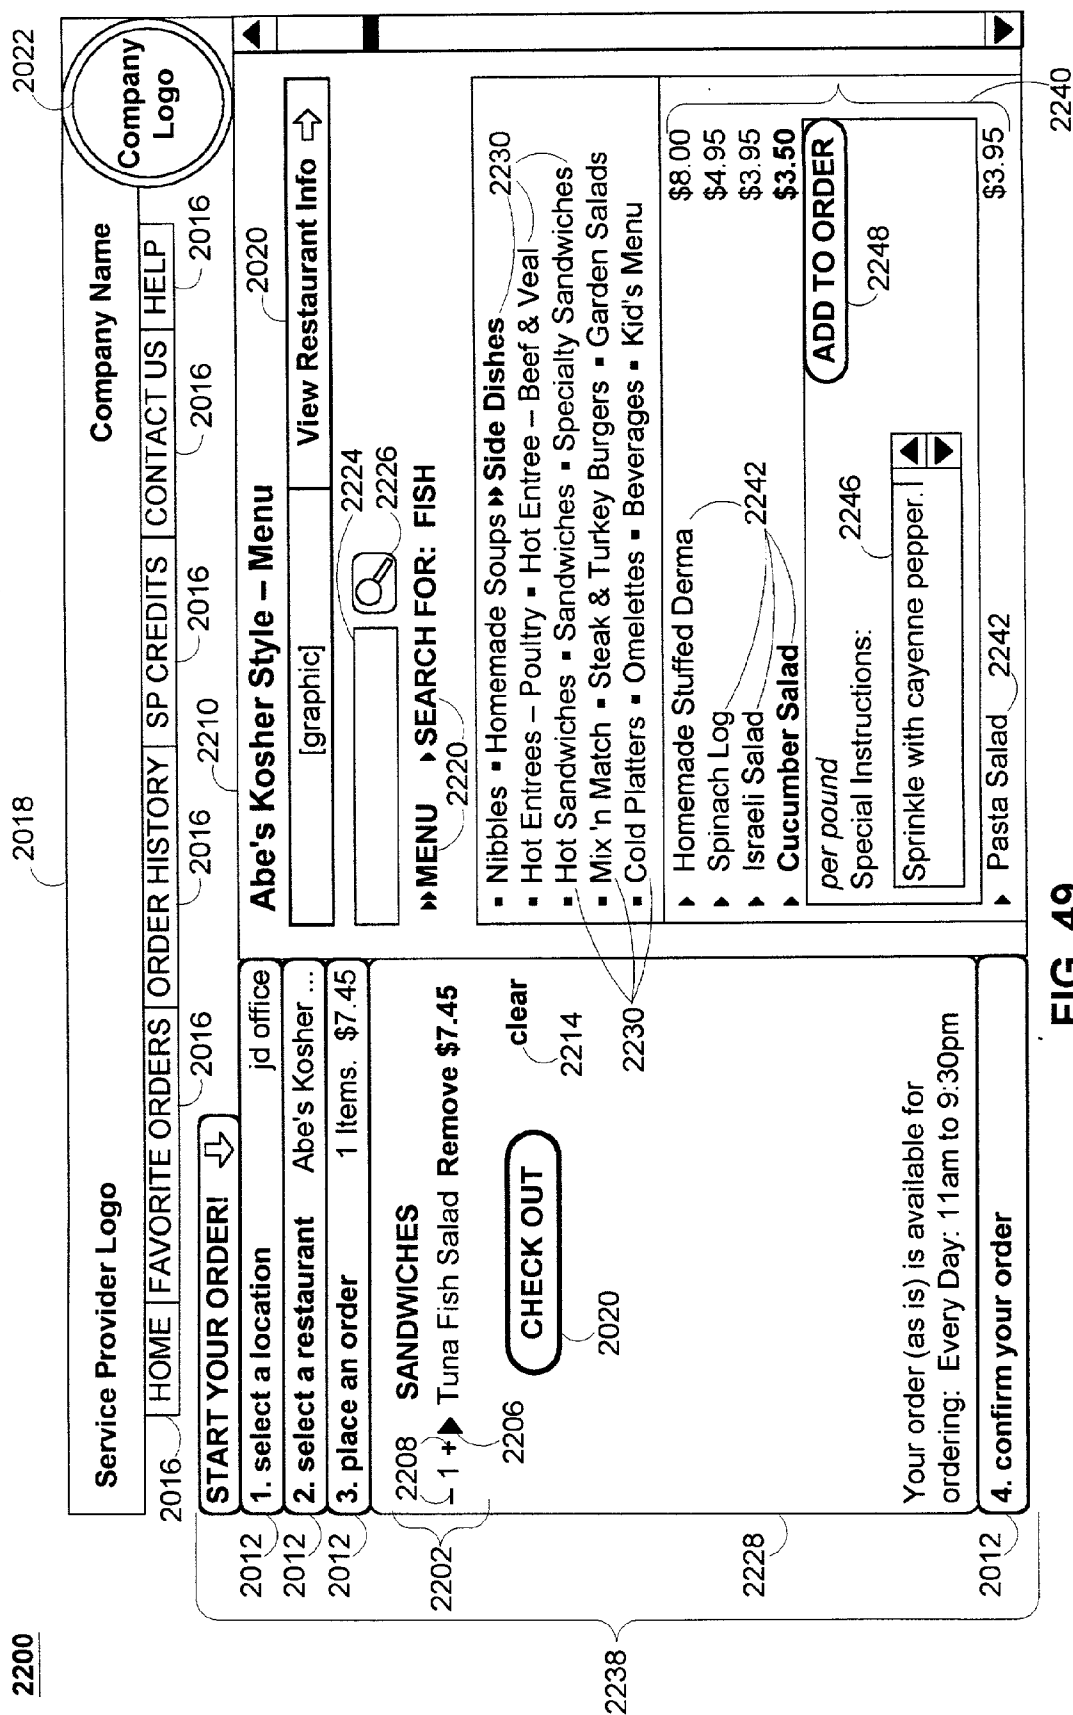 2200
2018
2022
Service Provider Logo
Company Name
Company
Logo
HOME
FAVORITE ORDERS
ORDER HISTORY
SP CREDITS
CONTACT US
HELP
2016
2016
2016
2016
2016
2016
2210
START YOUR ORDER!
2012
1. select a location
jd office
2012
2. select a restaurant
Abe's Kosher ...
2012
3. place an order
1 Items. $7.45
2208
SANDWICHES
2202
– 1 +
Tuna Fish Salad Remove $7.45
2206
clear
2214
CHECK OUT
2020
2228
Your order (as is) is available for
ordering: Every Day: 11am to 9:30pm
2012
4. confirm your order
2238
Abe's Kosher Style – Menu
2020
[graphic]
View Restaurant Info
2224
2226
MENU
SEARCH FOR: FISH
2220
▪ Nibbles ▪ Homemade Soups Side Dishes
2230
▪ Hot Entrees – Poultry ▪ Hot Entree – Beef & Veal
▪ Hot Sandwiches ▪ Sandwiches ▪ Specialty Sandwiches
▪ Mix 'n Match ▪ Steak & Turkey Burgers ▪ Garden Salads
▪ Cold Platters ▪ Omelettes ▪ Beverages ▪ Kid's Menu
2230
Homemade Stuffed Derma
$8.00
Spinach Log
$4.95
2242
Israeli Salad
$3.95
Cucumber Salad
$3.50
per pound
ADD TO ORDER
Special Instructions:
2246
2248
Sprinkle with cayenne pepper.
Pasta Salad
2242
$3.95
2240
FIG. 49